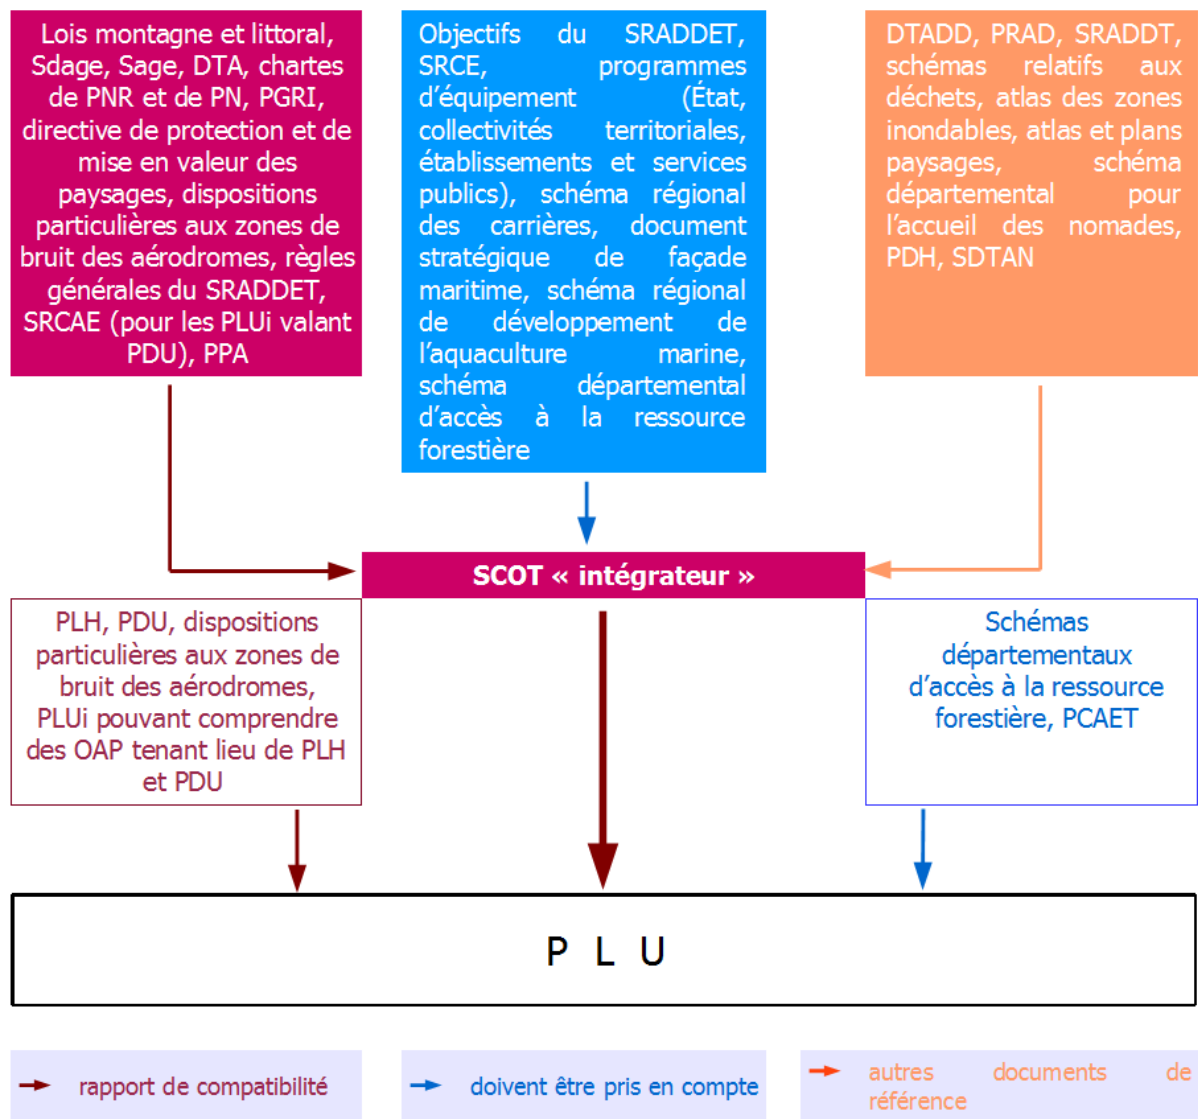 Lois montagne et littoral,
Sdage, Sage, DTA, chartes
de PNR et de PN, PGRI,
directive de protection et de
mise en valeur des
paysages, dispositions
particulières aux zones de
bruit des aérodromes, règles
générales du SRADDET,
SRCAE (pour les PLUi valant
PDU), PPA
Objectifs du SRADDET,
SRCE, programmes
d’équipement (État,
collectivités territoriales,
établissements et services
publics), schéma régional
des carrières, document
stratégique de façade
maritime, schéma régional
de développement de
l’aquaculture marine,
schéma départemental
d’accès à la ressource
forestière
DTADD, PRAD, SRADDT,
schémas relatifs aux
déchets, atlas des zones
inondables, atlas et plans
paysages, schéma
départemental pour
l’accueil des nomades,
PDH, SDTAN
SCOT « intégrateur »
PLH, PDU, dispositions
particulières aux zones de
bruit des aérodromes,
PLUi pouvant comprendre
des OAP tenant lieu de PLH
et PDU
Schémas
départementaux
d’accès à la ressource
forestière, PCAET
P L U
rapport de compatibilité
doivent être pris en compte
autres documents de
référence